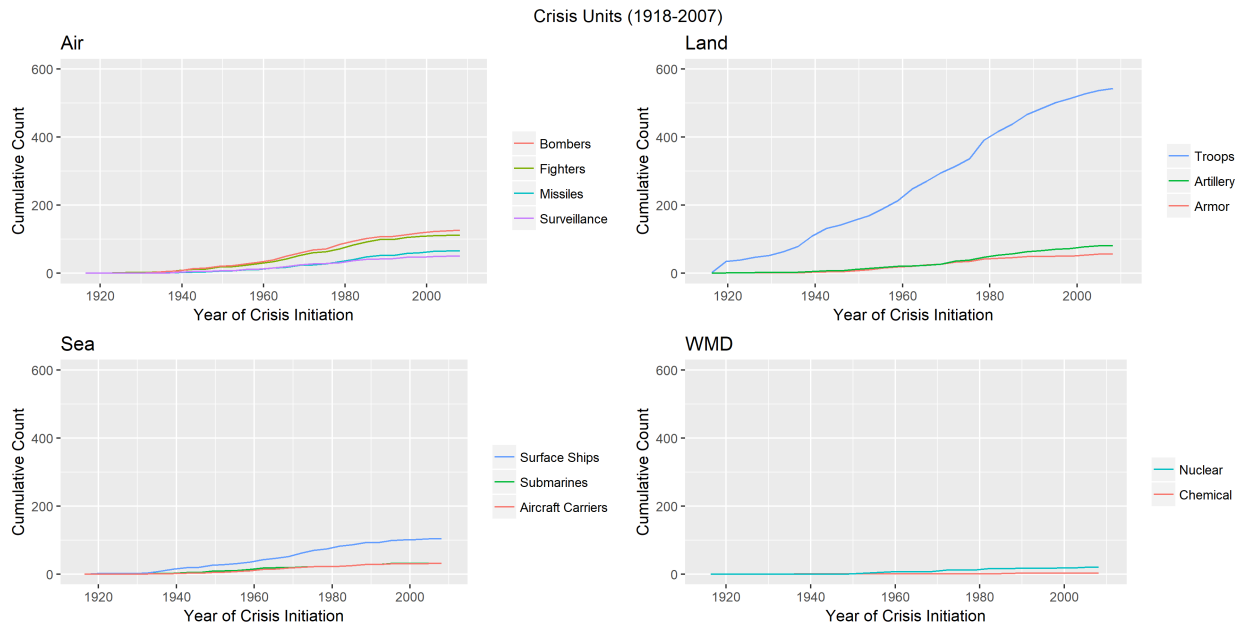 Crisis Units (1918-2007)
Air
Cumulative Count
600
400
200
0
1920 1940 1960 1980 2000
Year of Crisis Initiation
Bombers
Fighters
Missiles
Surveillance
Land
Cumulative Count
600
400
200
0
1920 1940 1960 1980 2000
Year of Crisis Initiation
Troops
Artillery
Armor
Sea
Cumulative Count
600
400
200
0
1920 1940 1960 1980 2000
Year of Crisis Initiation
Surface Ships
Submarines
Aircraft Carriers
WMD
Cumulative Count
600
400
200
0
1920 1940 1960 1980 2000
Year of Crisis Initiation
Nuclear
Chemical